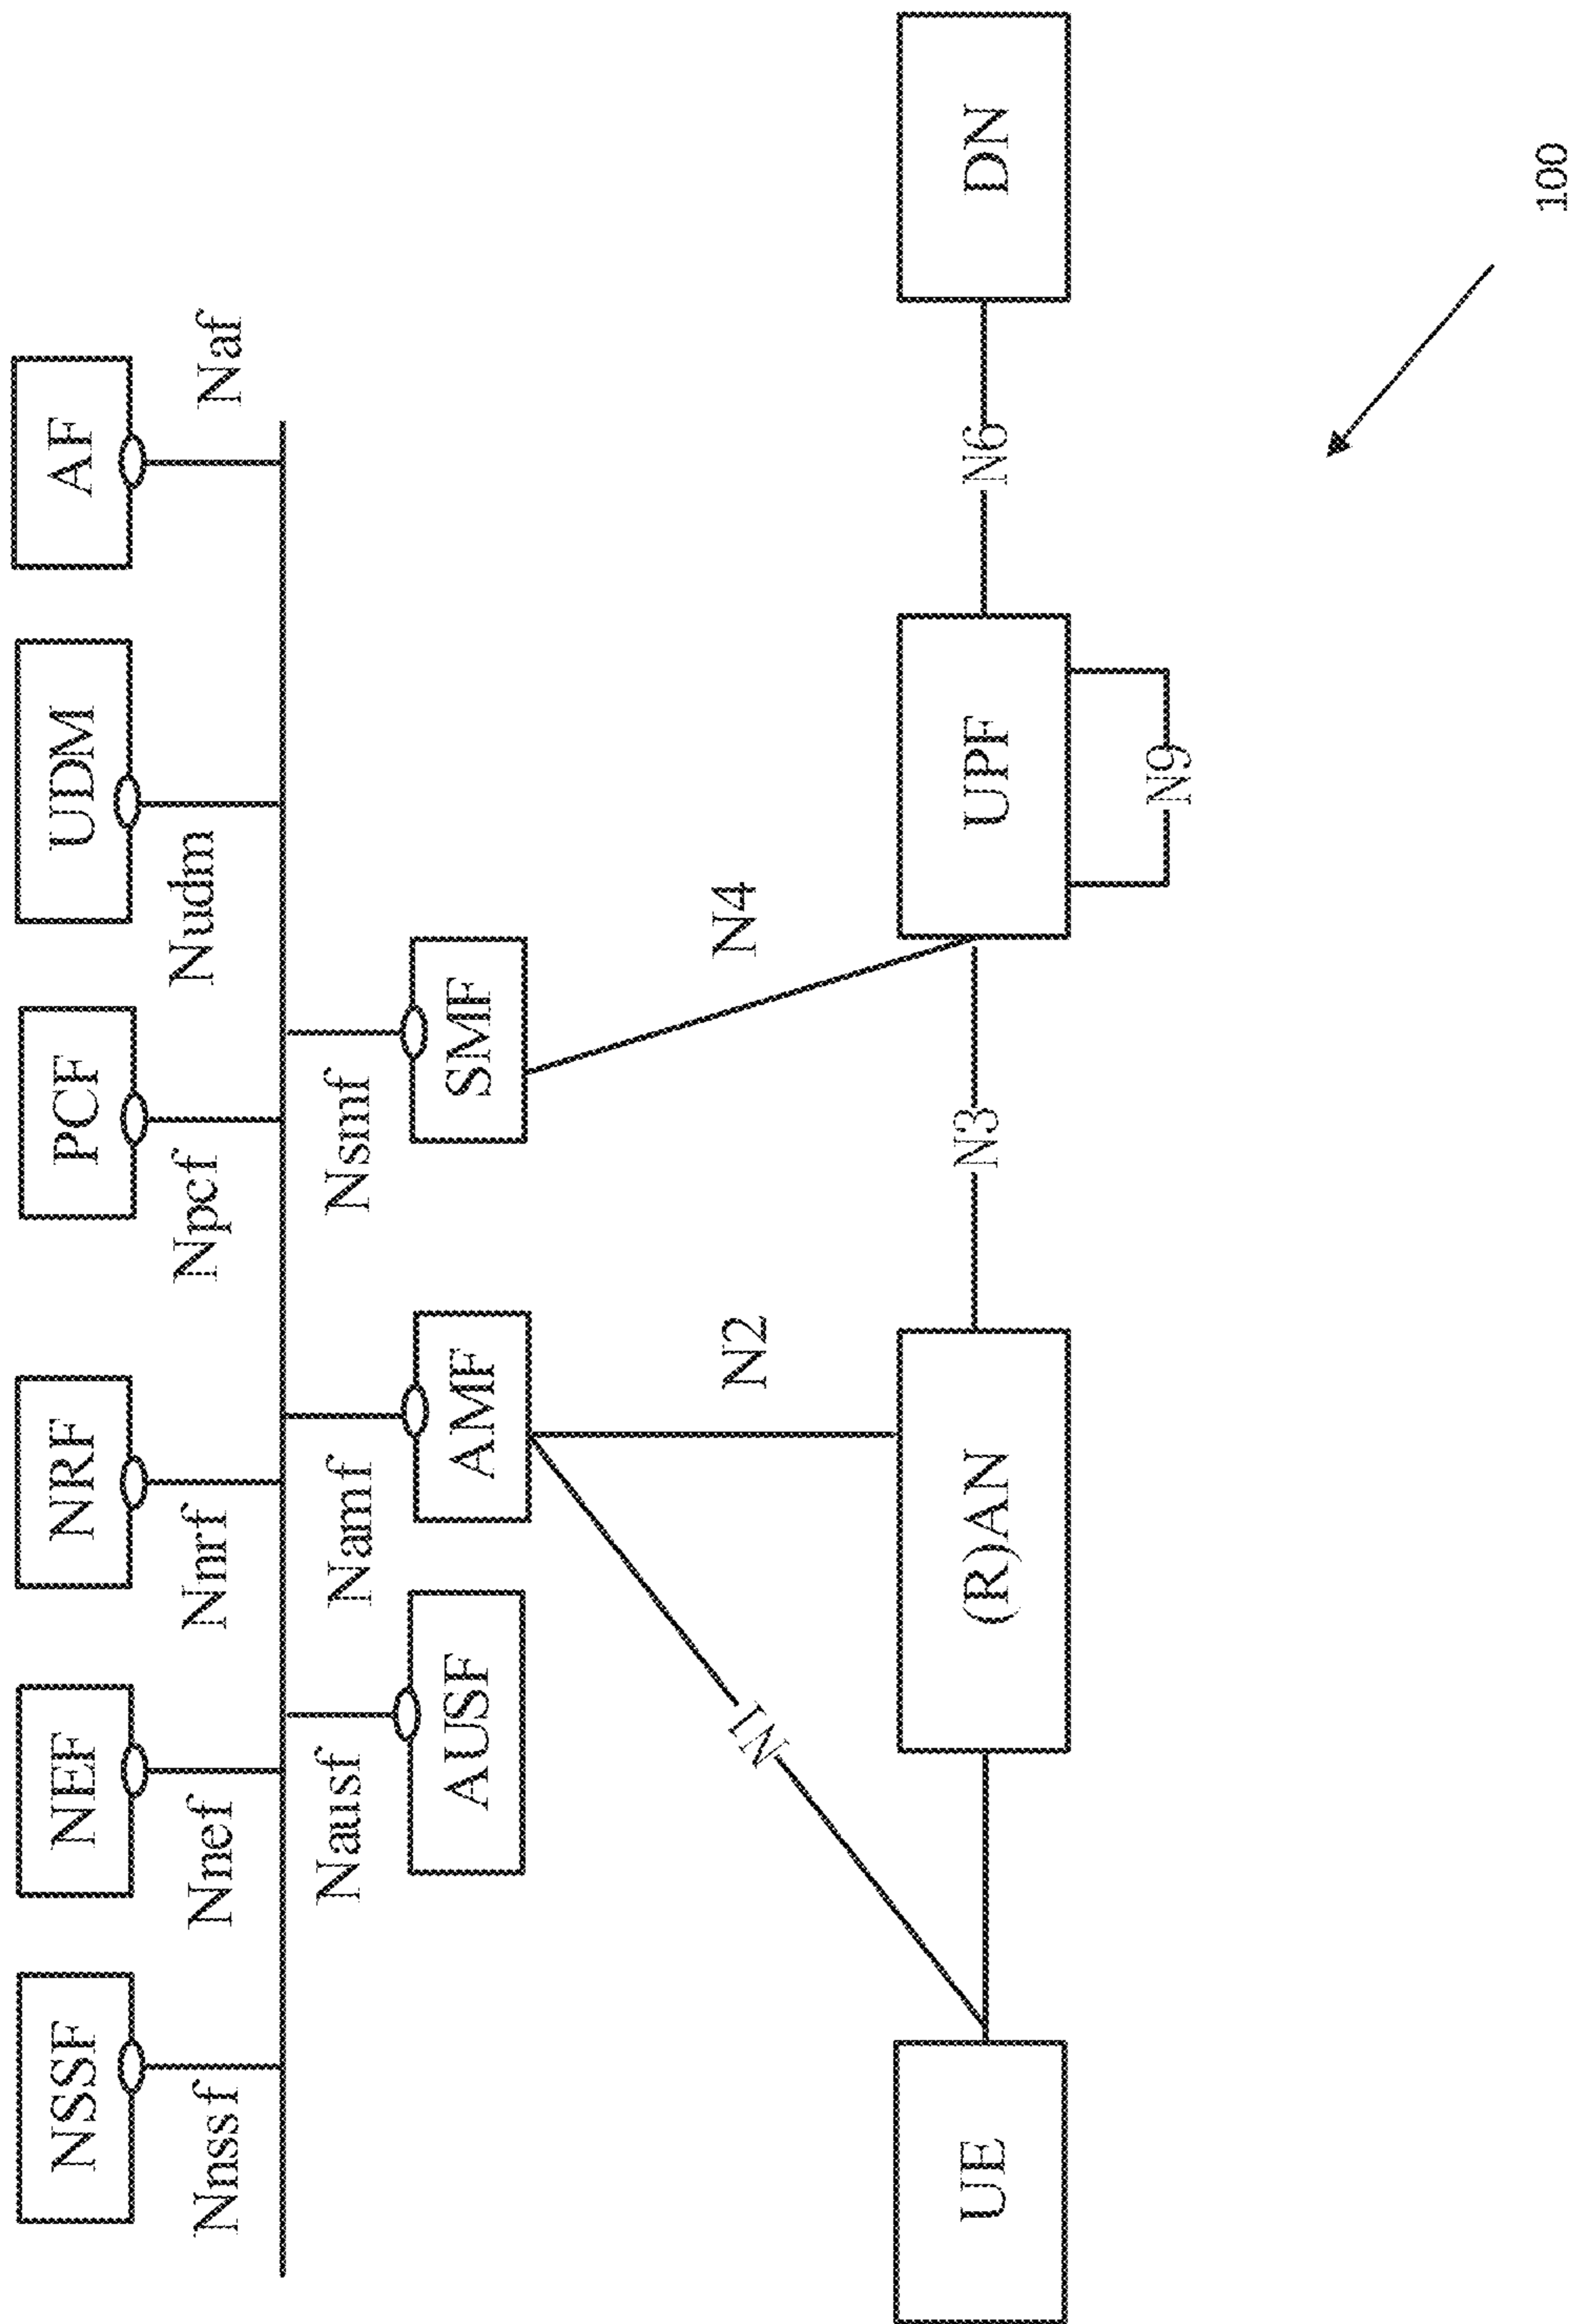 NSSF
NEF
NRF
PCF
UDM
AF
Nnssf
Nnef
Nnrf
Npcf
Nudm
Naf
Nausf
Namf
Nsmf
AUSF
AMF
SMF
N1
N2
N4
UE
(R)AN
N3
UPF
N6
DN
N9
100